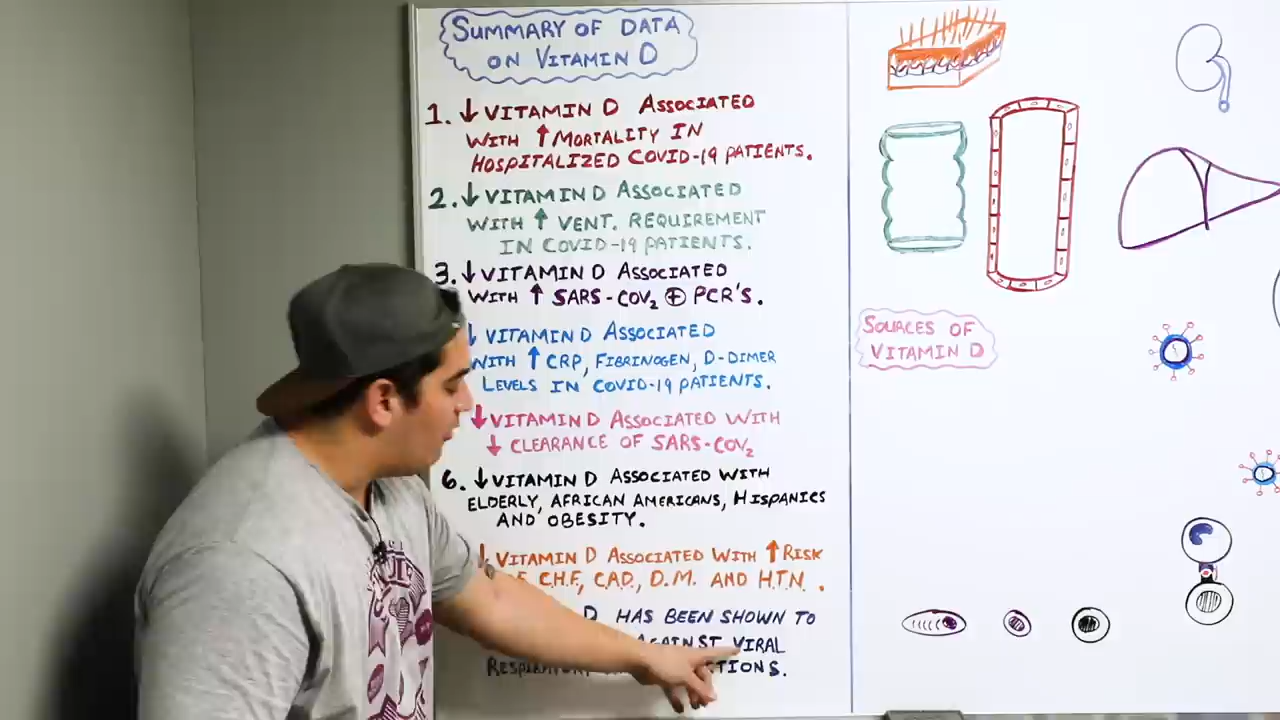 SUMMARY OF DATA
ON VITAMIN D
1. ↓ VITAMIN D ASSOCIATED
WITH ↑ MORTALITY IN
HOSPITALIZED COVID-19 PATIENTS.
2. ↓ VITAMIN D ASSOCIATED
WITH ↑ VENT. REQUIREMENT
IN COVID-19 PATIENTS.
3. ↓ VITAMIN D ASSOCIATED
WITH ↑ SARS-COV₂ ⊕ PCR'S.
↓ VITAMIN D ASSOCIATED
WITH ↑ CRP, FIBRINOGEN, D-DIMER
LEVELS IN COVID-19 PATIENTS.
↓ VITAMIN D ASSOCIATED WITH
↓ CLEARANCE OF SARS-COV₂
6. ↓ VITAMIN D ASSOCIATED WITH
ELDERLY, AFRICAN AMERICANS, HISPANICS
AND OBESITY.
↓ VITAMIN D ASSOCIATED WITH ↑ RISK
C.H.F, CAD, D.M. AND H.T.N.
D HAS BEEN SHOWN TO
AGAINST VIRAL
SOURCES OF
VITAMIN D